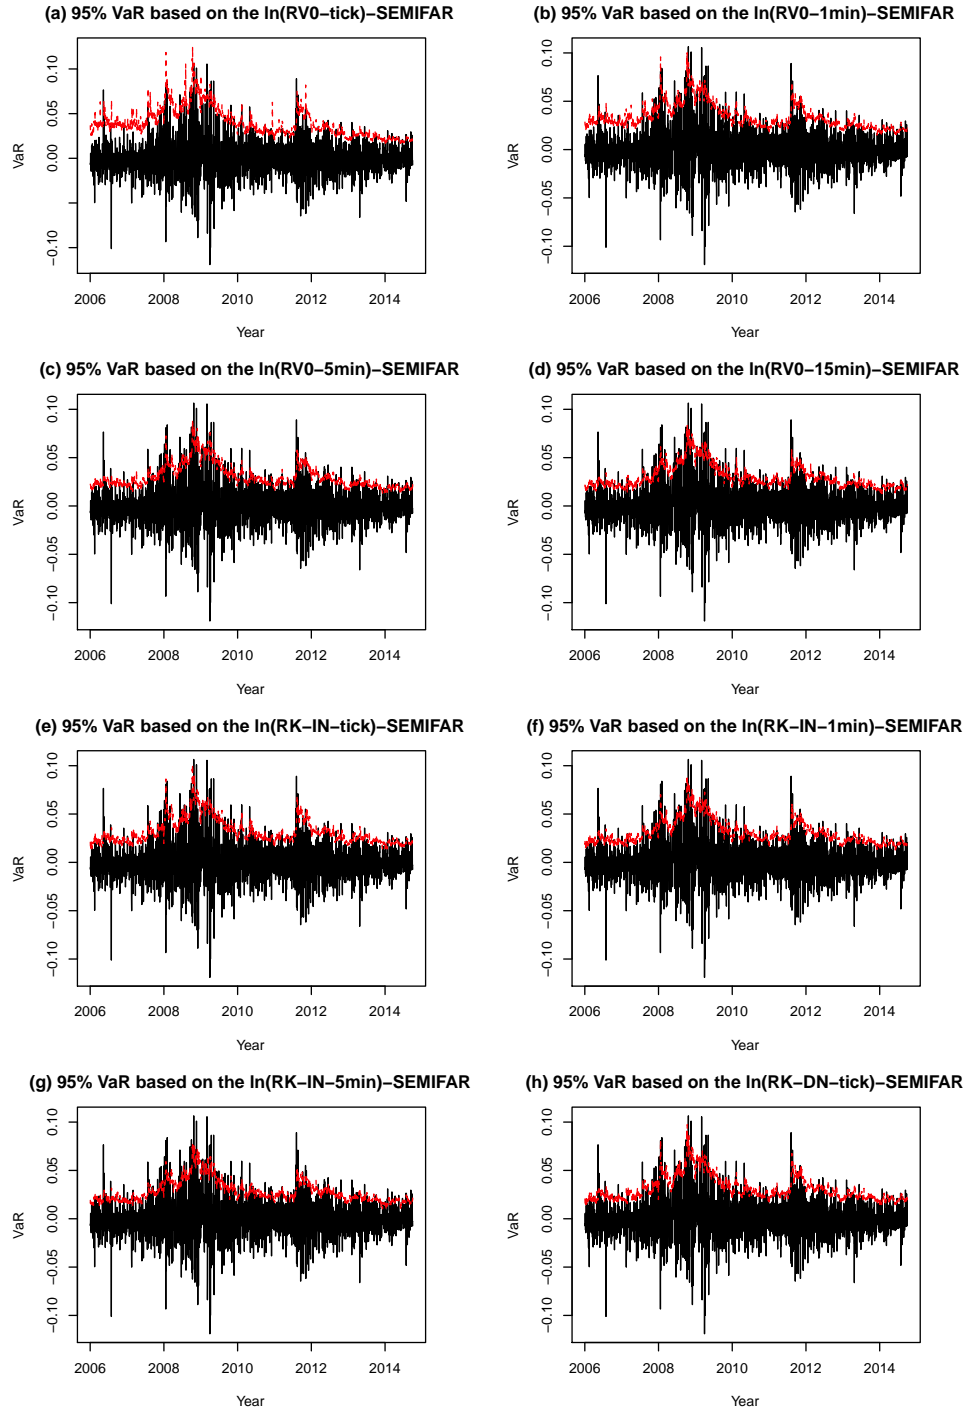 (a) 95% VaR based on the ln(RV0−tick)−SEMIFAR
VaR
0.10
0.05
0.00
−0.10
2006 2008 2010 2012 2014
Year
(b) 95% VaR based on the ln(RV0−1min)−SEMIFAR
VaR
0.10
0.05
0.00
−0.05
−0.10
2006 2008 2010 2012 2014
Year
(c) 95% VaR based on the ln(RV0−5min)−SEMIFAR
VaR
0.10
0.05
0.00
−0.05
−0.10
2006 2008 2010 2012 2014
Year
(d) 95% VaR based on the ln(RV0−15min)−SEMIFAR
VaR
0.10
0.05
0.00
−0.05
−0.10
2006 2008 2010 2012 2014
Year
(e) 95% VaR based on the ln(RK−IN−tick)−SEMIFAR
VaR
0.10
0.05
0.00
−0.05
−0.10
2006 2008 2010 2012 2014
Year
(f) 95% VaR based on the ln(RK−IN−1min)−SEMIFAR
VaR
0.10
0.05
0.00
−0.05
−0.10
2006 2008 2010 2012 2014
Year
(g) 95% VaR based on the ln(RK−IN−5min)−SEMIFAR
VaR
0.10
0.05
0.00
−0.05
−0.10
2006 2008 2010 2012 2014
Year
(h) 95% VaR based on the ln(RK−DN−tick)−SEMIFAR
VaR
0.10
0.05
0.00
−0.05
−0.10
2006 2008 2010 2012 2014
Year